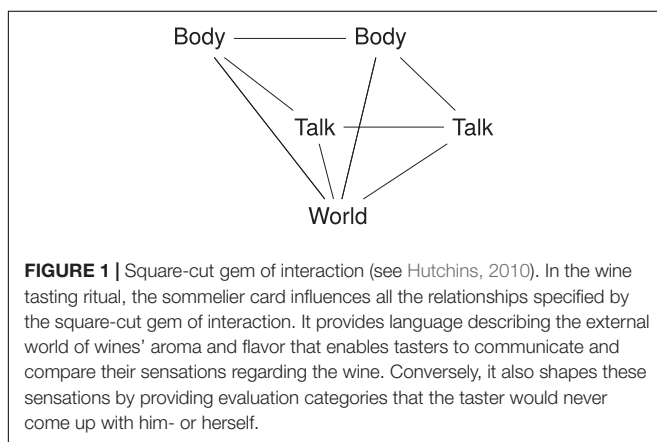 Body Body
Talk Talk
World
FIGURE 1 | Square-cut gem of interaction (see Hutchins, 2010). In the wine
tasting ritual, the sommelier card influences all the relationships specified by
the square-cut gem of interaction. It provides language describing the external
world of wines’ aroma and flavor that enables tasters to communicate and
compare their sensations regarding the wine. Conversely, it also shapes these
sensations by providing evaluation categories that the taster would never
come up with him- or herself.